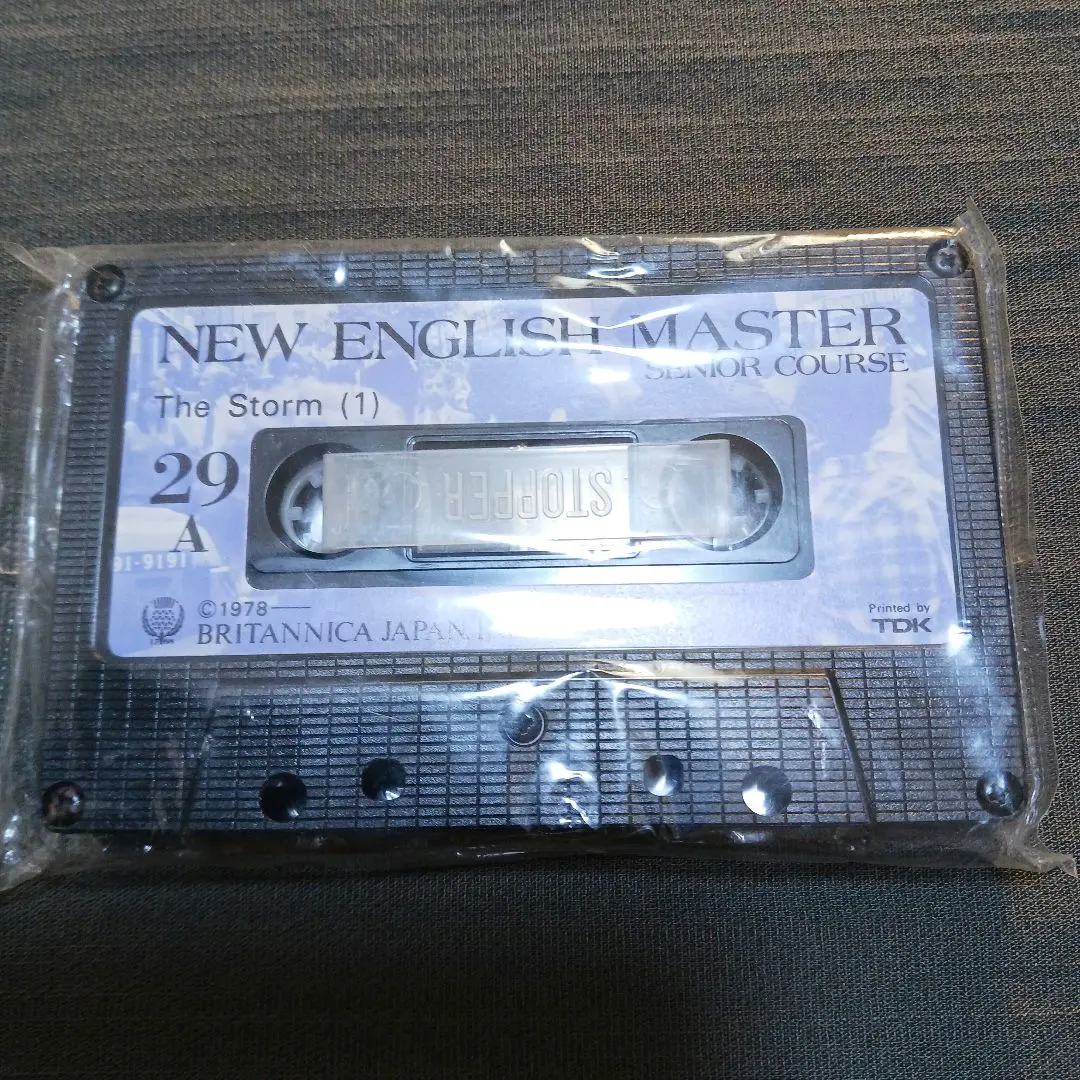 NEW ENGLISH MASTER
SENIOR COURSE
The Storm (1)
29
A
STOPPER
©1978—
BRITANNICA JAPAN,
Printed by
TDK